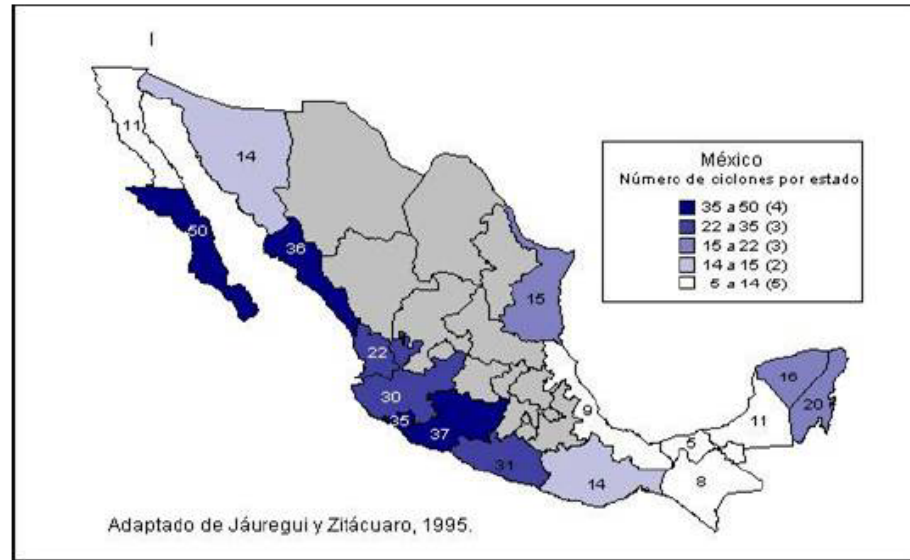 I
11
14
50
36
15
22
30
35
37
31
14
9
5
8
11
16
20
México
Número de ciclones por estado
35 a 50 (4)
22 a 35 (3)
15 a 22 (3)
14 a 15 (2)
5 a 14 (5)
Adaptado de Jáuregui y Zitácuaro, 1995.